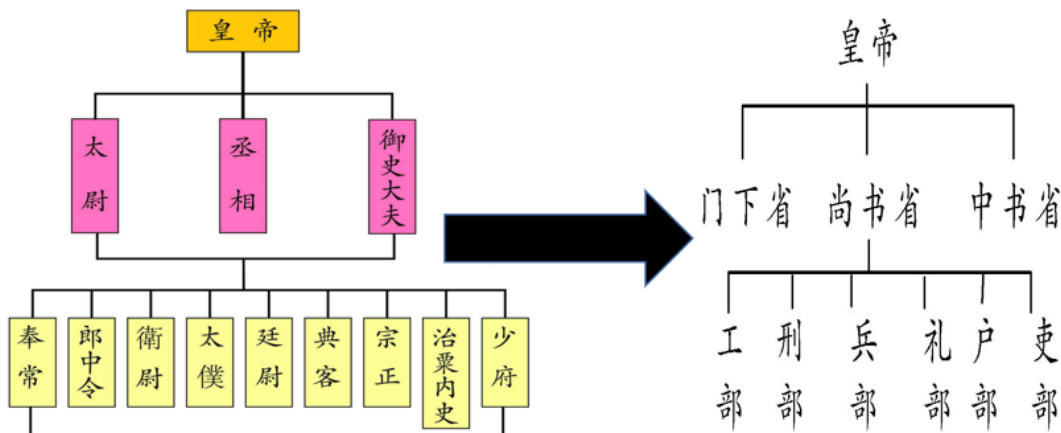 皇帝
太尉
丞相
御史大夫
奉常
郎中令
衛尉
太僕
廷尉
典客
宗正
治粟内史
少府
皇帝
门下省
尚书省
中书省
工部
刑部
兵部
礼部
户部
吏部